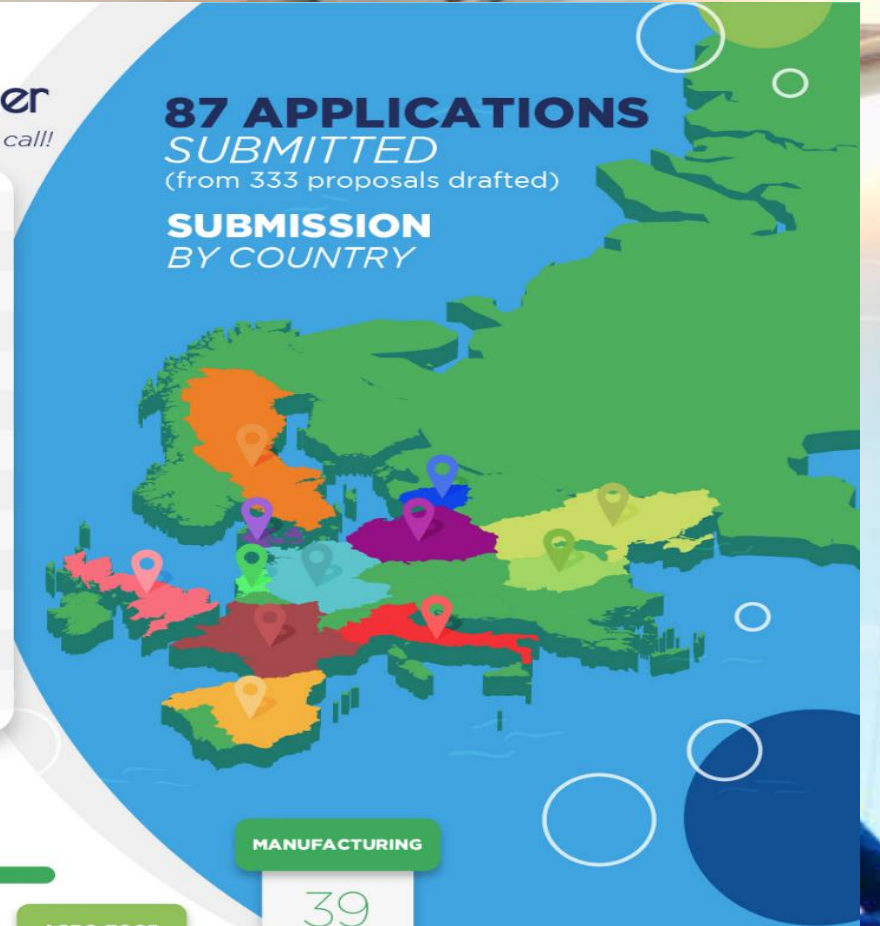 er
call!
87 APPLICATIONS
SUBMITTED
(from 333 proposals drafted)
SUBMISSION
BY COUNTRY
MANUFACTURING
39